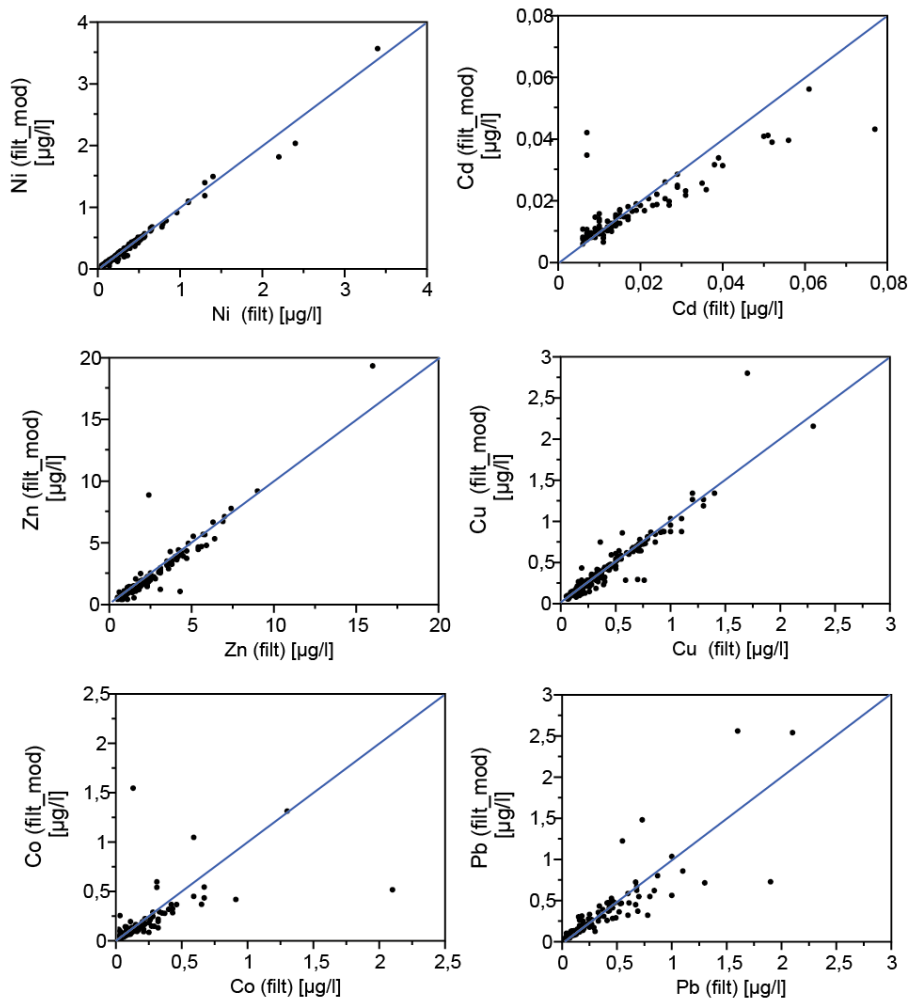 4
3
2
1
0
Ni (filt_mod)
[µg/l]
0 1 2 3 4
Ni (filt) [µg/l]
0,08
0,06
0,04
0,02
0
Cd (filt_mod)
[µg/l]
0 0,02 0,04 0,06 0,08
Cd (filt) [µg/l]
20
15
10
5
0
Zn (filt_mod)
[µg/l]
0 5 10 15 20
Zn (filt) [µg/l]
3
2,5
2
1,5
1
0,5
0
Cu (filt_mod)
[µg/l]
0 0,5 1 1,5 2 2,5 3
Cu (filt) [µg/l]
2,5
2
1,5
1
0,5
0
Co (filt_mod)
[µg/l]
0 0,5 1 1,5 2 2,5
Co (filt) [µg/l]
3
2,5
2
1,5
1
0,5
0
Pb (filt_mod)
[µg/l]
0 0,5 1 1,5 2 2,5 3
Pb (filt) [µg/l]